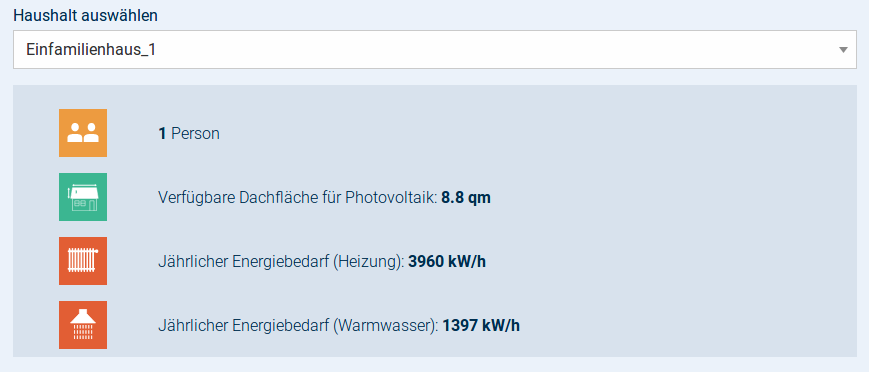 Haushalt auswählen
Einfamilienhaus_1
1 Person
Verfügbare Dachfläche für Photovoltaik: 8.8 qm
Jährlicher Energiebedarf (Heizung): 3960 kW/h
Jährlicher Energiebedarf (Warmwasser): 1397 kW/h